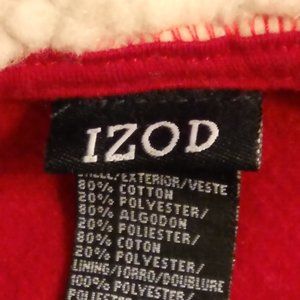 IZOD
SHELL/EXTERIOR/VESTE
80% COTTON
20% POLYESTER/
80% ALGODON
20% POLIESTER/
80% COTON
20% POLYESTER/
LINING/FORRO/DOUBLURE
100% POLYESTER/
POLIESTER